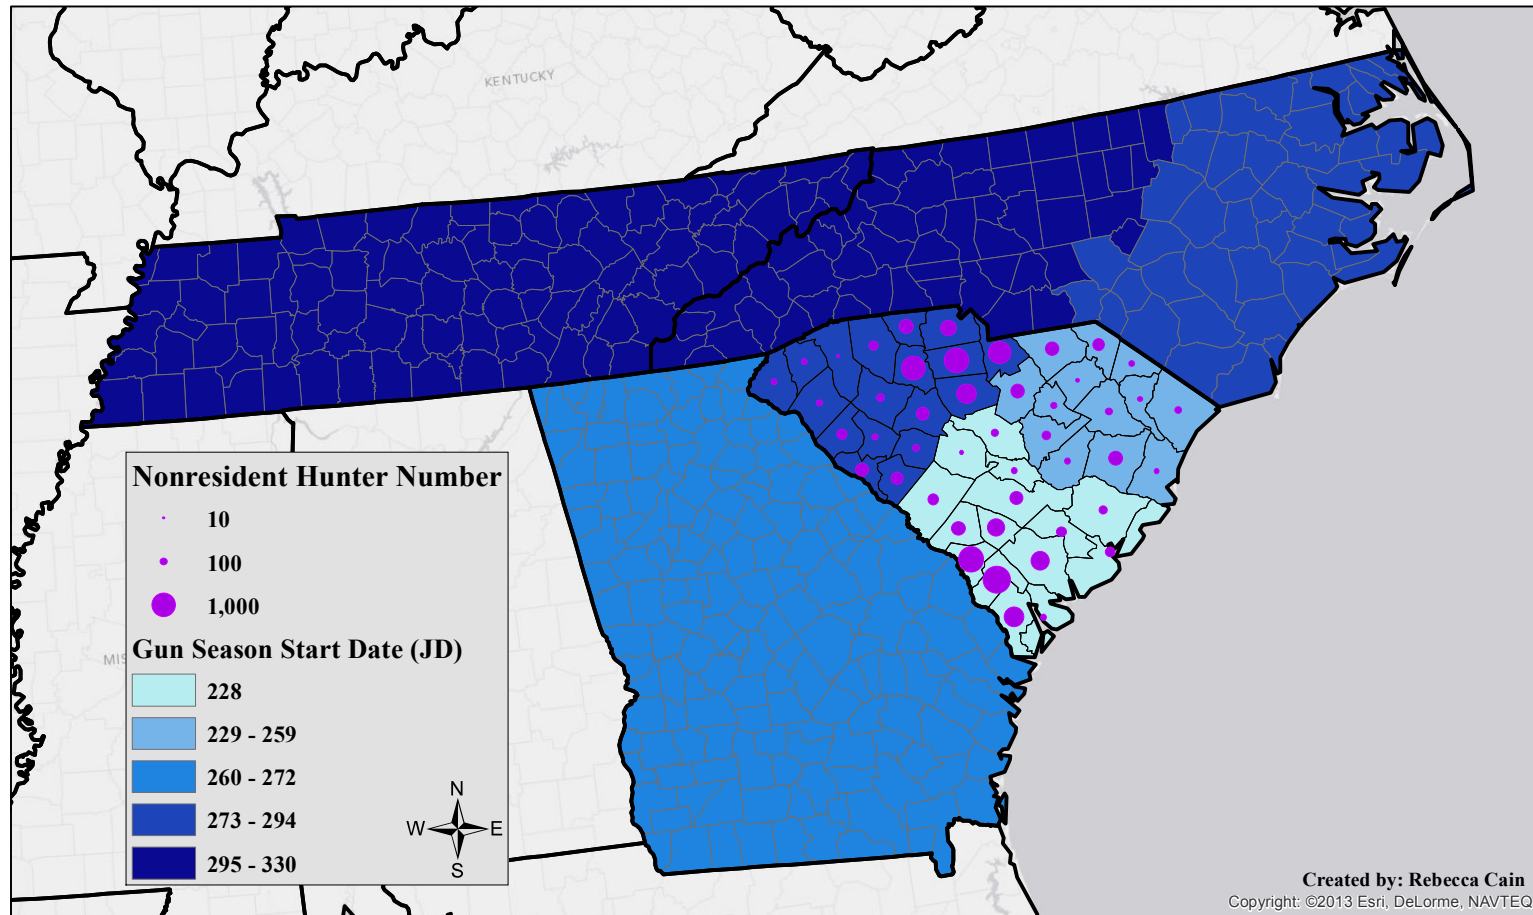 KENTUCKY
Nonresident Hunter Number
10
100
1,000
Gun Season Start Date (JD)
MIS
228
229 - 259
260 - 272
273 - 294
295 - 330
N
W E
S
Created by: Rebecca Cain
Copyright: ©2013 Esri, DeLorme, NAVTEQ